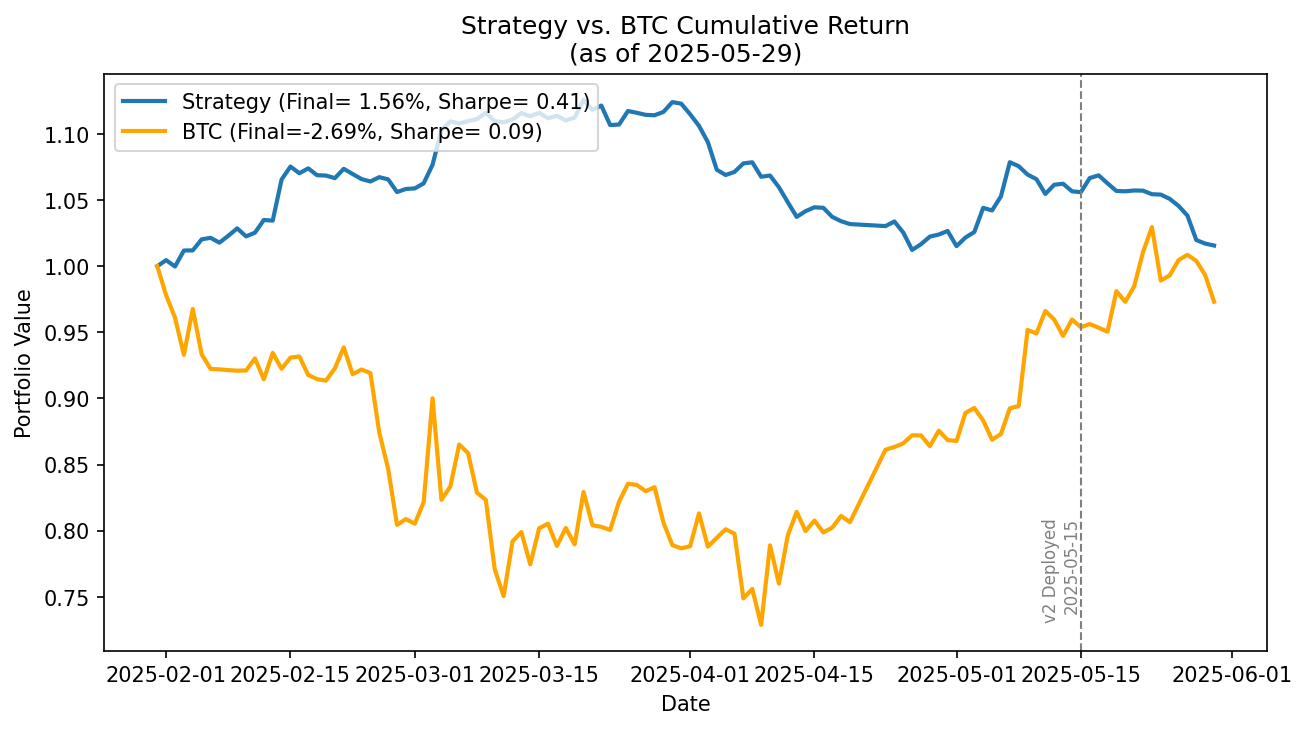 Strategy vs. BTC Cumulative Return
(as of 2025-05-29)
Strategy (Final= 1.56%, Sharpe= 0.41)
BTC (Final=-2.69%, Sharpe= 0.09)
Portfolio Value
1.10
1.05
1.00
0.95
0.90
0.85
0.80
0.75
v2 Deployed
2025-05-15
2025-02-01 2025-02-15 2025-03-01 2025-03-15 2025-04-01 2025-04-15 2025-05-01 2025-05-15 2025-06-01
Date